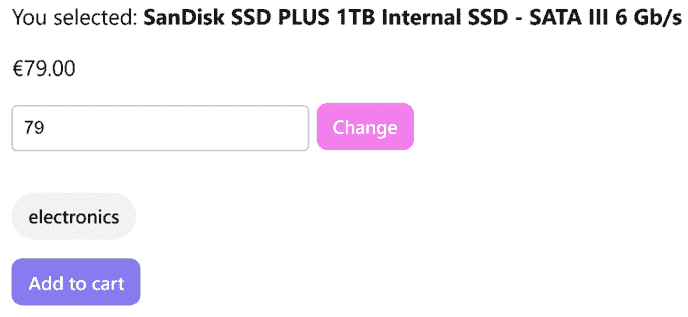 You selected: SanDisk SSD PLUS 1TB Internal SSD - SATA III 6 Gb/s
€79.00
79 Change
electronics
Add to cart